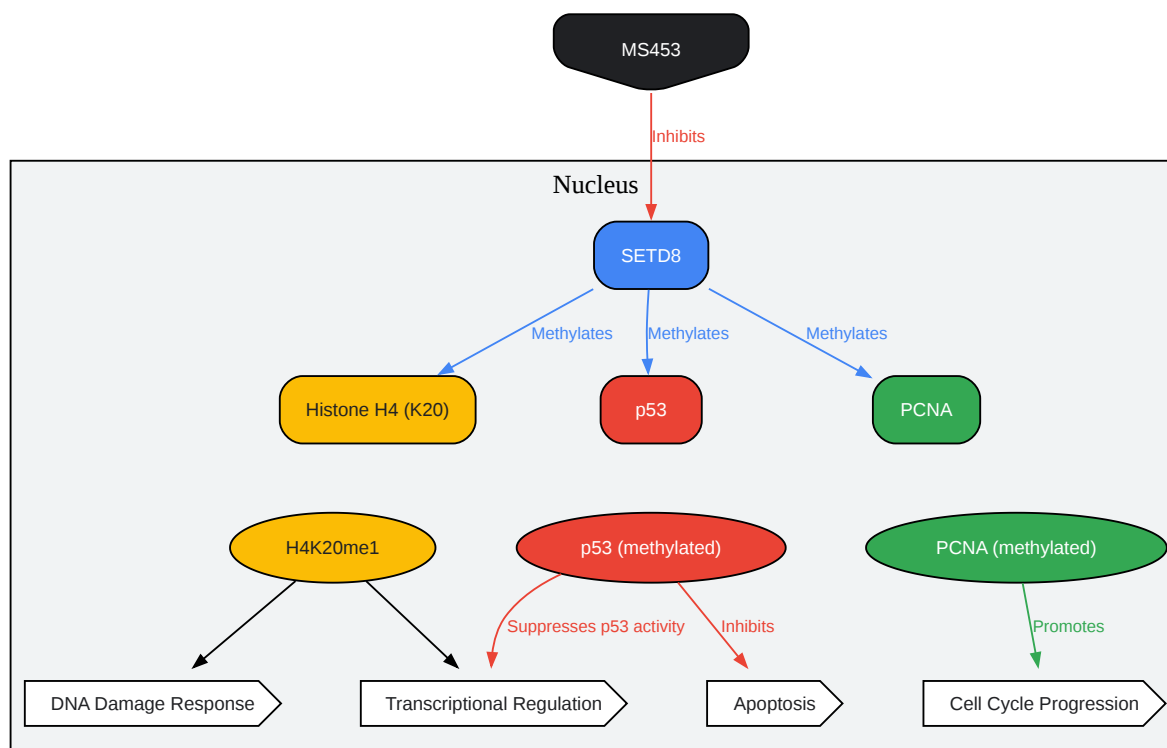 MS453
Inhibits
Nucleus
SETD8
Methylates
Methylates
Methylates
Histone H4 (K20)
p53
PCNA
H4K20me1
p53 (methylated)
PCNA (methylated)
Suppresses p53 activity
Inhibits
Promotes
DNA Damage Response
Transcriptional Regulation
Apoptosis
Cell Cycle Progression